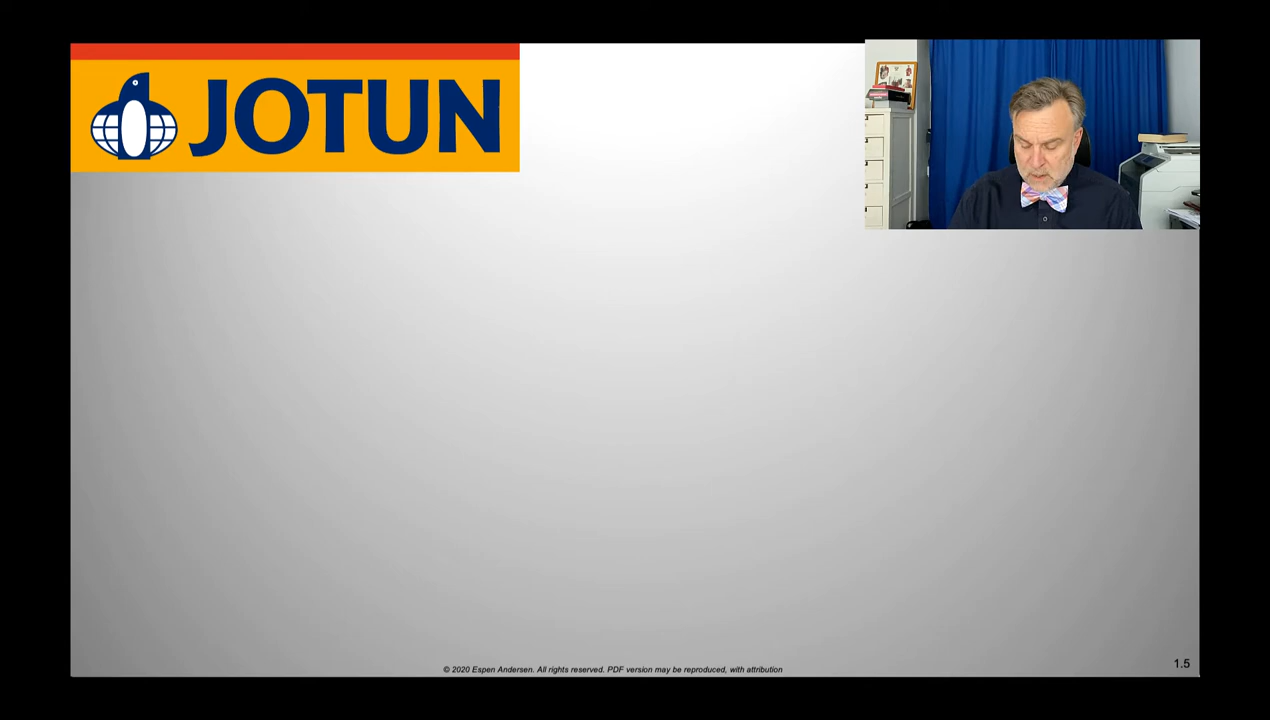 JOTUN
© 2020 Espen Andersen. All rights reserved. PDF version may be reproduced, with attribution
1.5